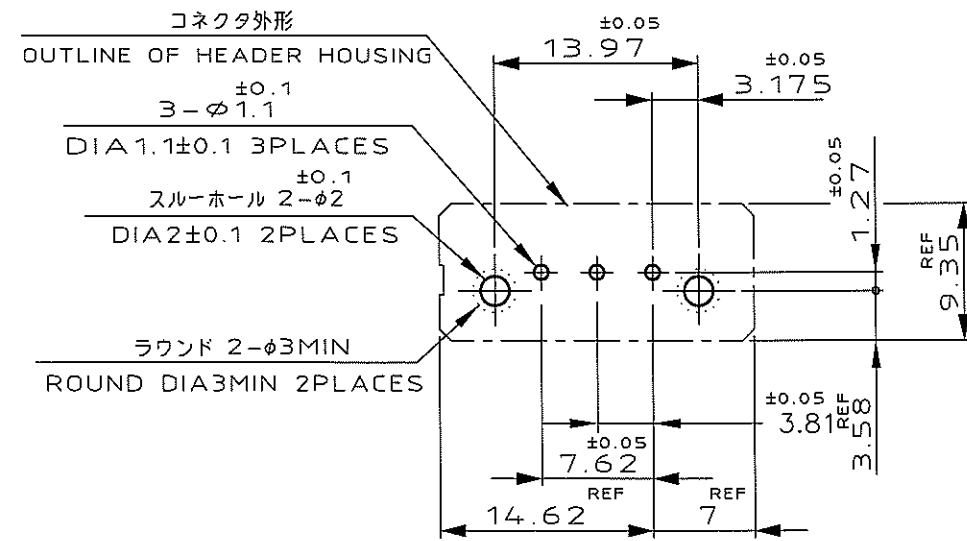 コネクタ外形
OUTLINE OF HEADER HOUSING
±0.1
3-φ1.1
DIA1.1±0.1 3PLACES
±0.1
スルーホール 2-φ2
DIA2±0.1 2PLACES
ラウンド 2-φ3MIN
ROUND DIA3MIN 2PLACES
±0.05
13.97
±0.05
3.175
±0.05
1.27
REF
9.35
REF
3.58
±0.05
3.81
±0.05
7.62
REF
14.62
REF
7